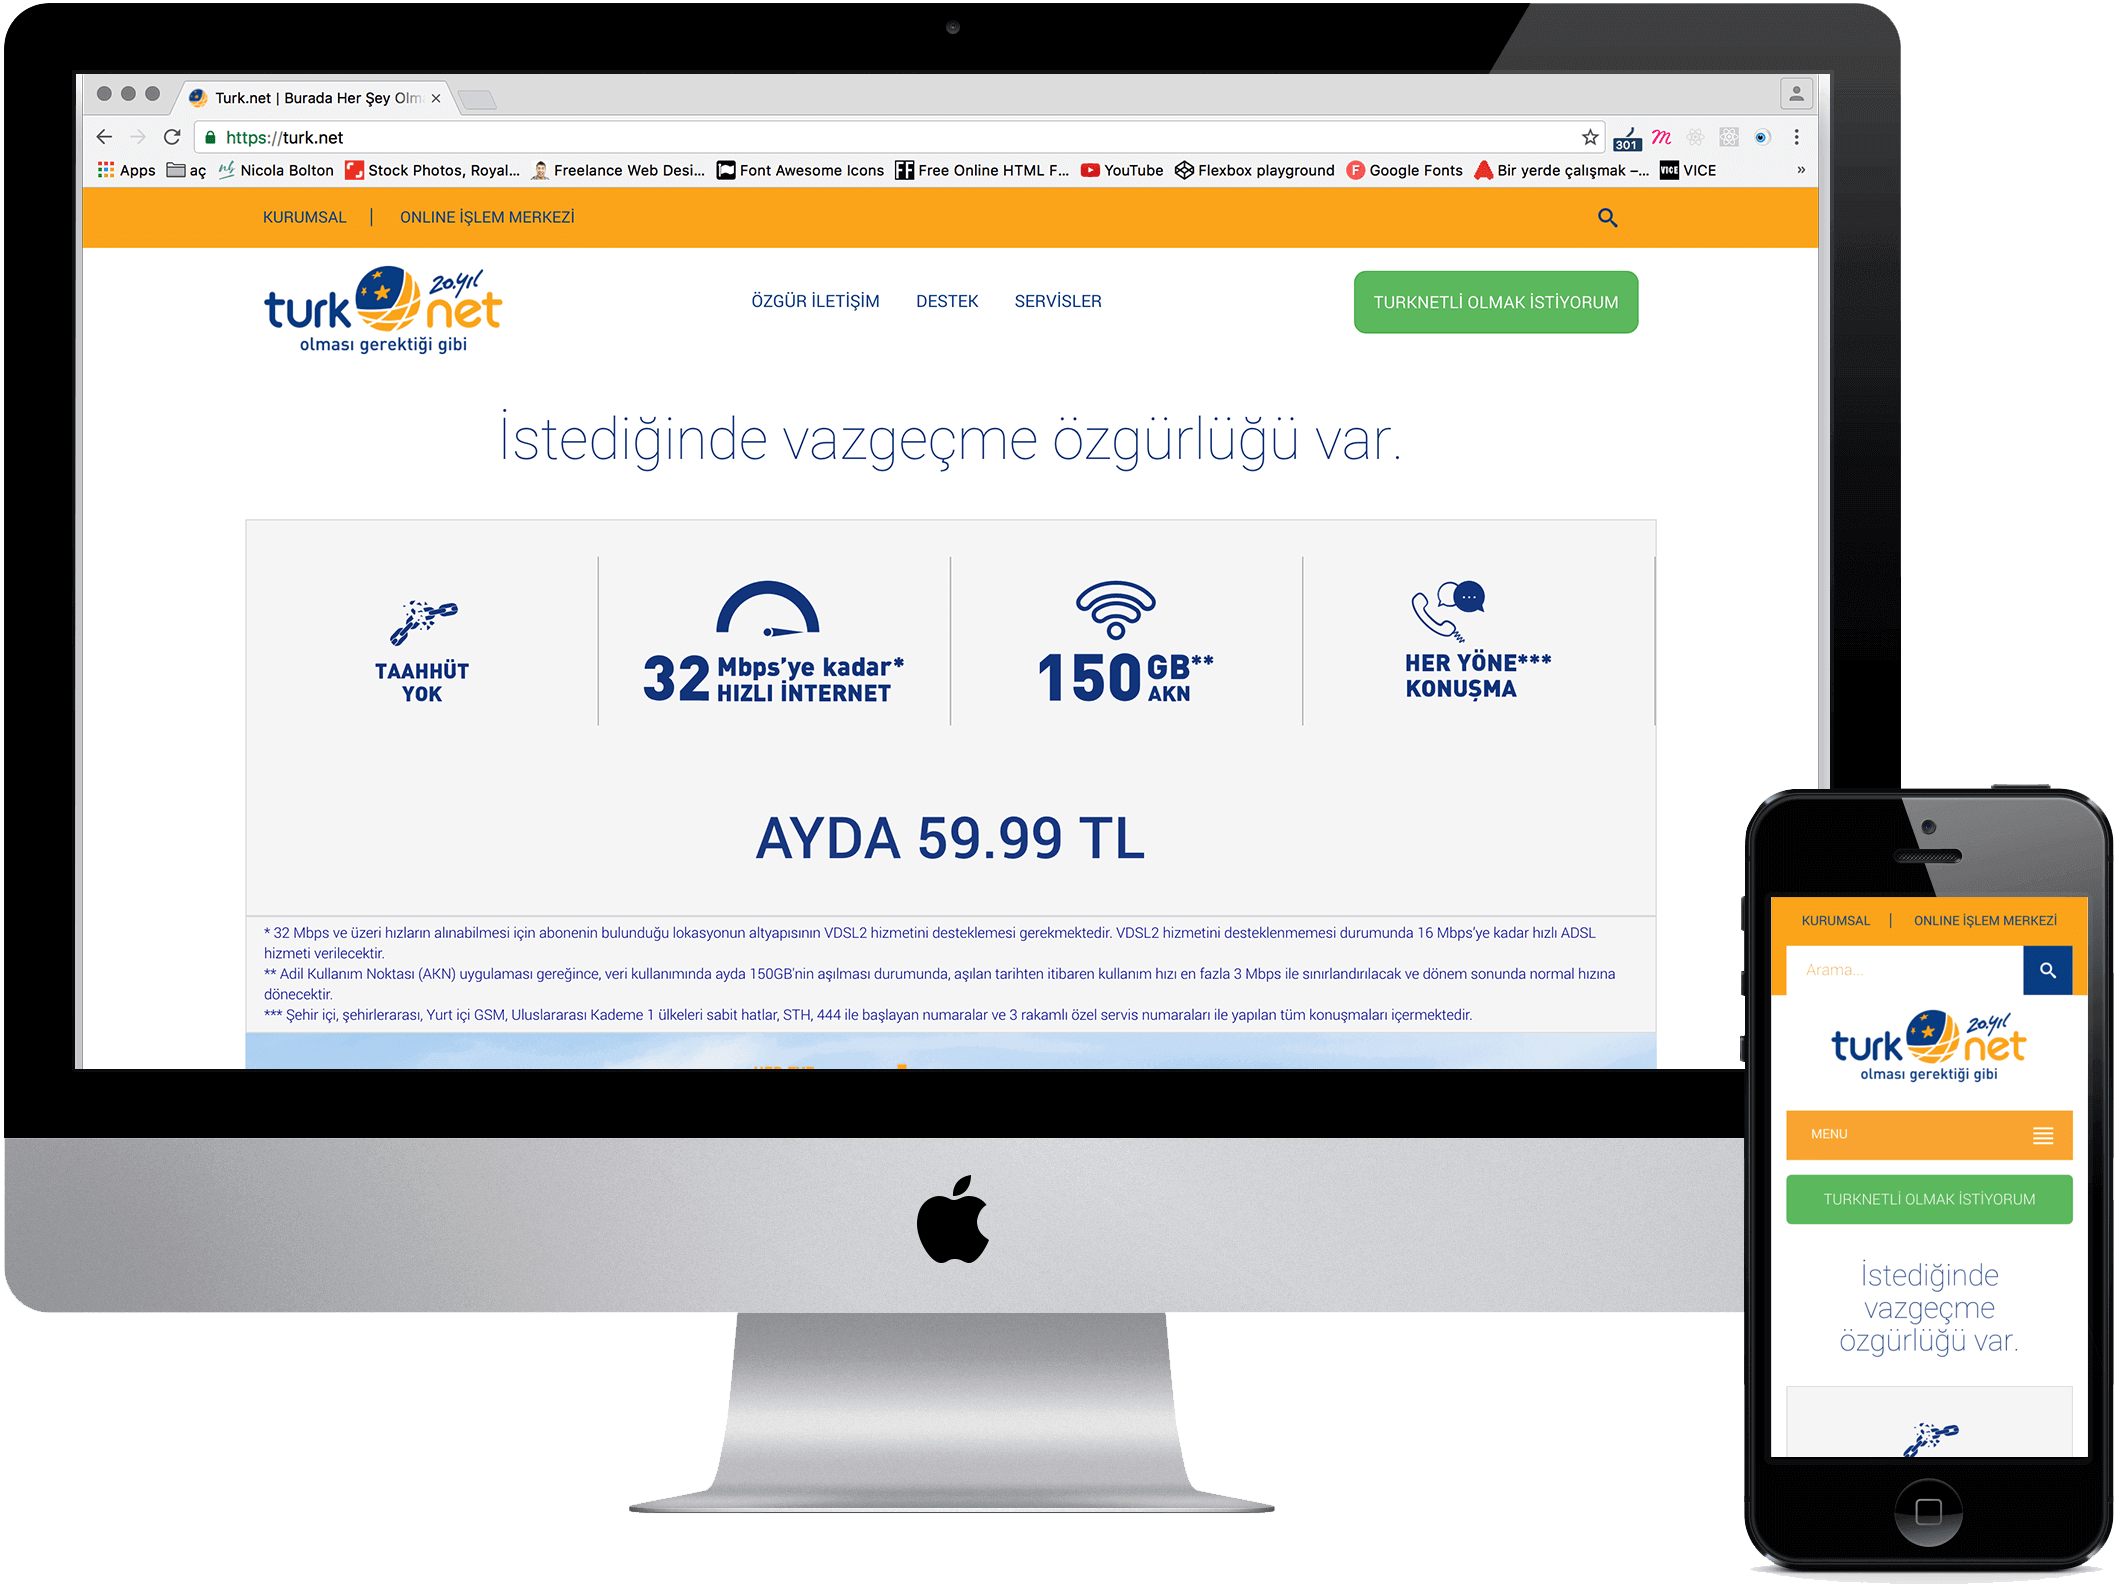 Turk.net | Burada Her Şey Olm
https://turk.net
301
Apps aç Nicola Bolton Stock Photos, Royal... Freelance Web Desi... Font Awesome Icons Free Online HTML F... YouTube Flexbox playground Google Fonts Bir yerde çalışmak –... VICE VICE »
KURUMSAL | ONLINE İŞLEM MERKEZİ
turk net 20.yıl
olması gerektiği gibi
ÖZGÜR İLETİŞİM DESTEK SERVİSLER
TURKNETLİ OLMAK İSTİYORUM
İstediğinde vazgeçme özgürlüğü var.
TAAHHÜT
YOK
32 Mbps'ye kadar*
HIZLI İNTERNET
150 GB**
AKN
HER YÖNE***
KONUŞMA
AYDA 59.99 TL
* 32 Mbps ve üzeri hızların alınabilmesi için abonenin bulunduğu lokasyonun altyapısının VDSL2 hizmetini desteklemesi gerekmektedir. VDSL2 hizmetini desteklenmemesi durumunda 16 Mbps'ye kadar hızlı ADSL
hizmeti verilecektir.
** Adil Kullanım Noktası (AKN) uygulaması gereğince, veri kullanımında ayda 150GB'nin aşılması durumunda, aşılan tarihten itibaren kullanım hızı en fazla 3 Mbps ile sınırlandırılacak ve dönem sonunda normal hızına
dönecektir.
*** Şehir içi, şehirlerarası, Yurt içi GSM, Uluslararası Kademe 1 ülkeleri sabit hatlar, STH, 444 ile başlayan numaralar ve 3 rakamlı özel servis numaraları ile yapılan tüm konuşmaları içermektedir.
KURUMSAL | ONLINE İŞLEM MERKEZİ
Arama...
turk net 20.yıl
olması gerektiği gibi
MENU
TURKNETLİ OLMAK İSTİYORUM
İstediğinde
vazgeçme
özgürlüğü var.